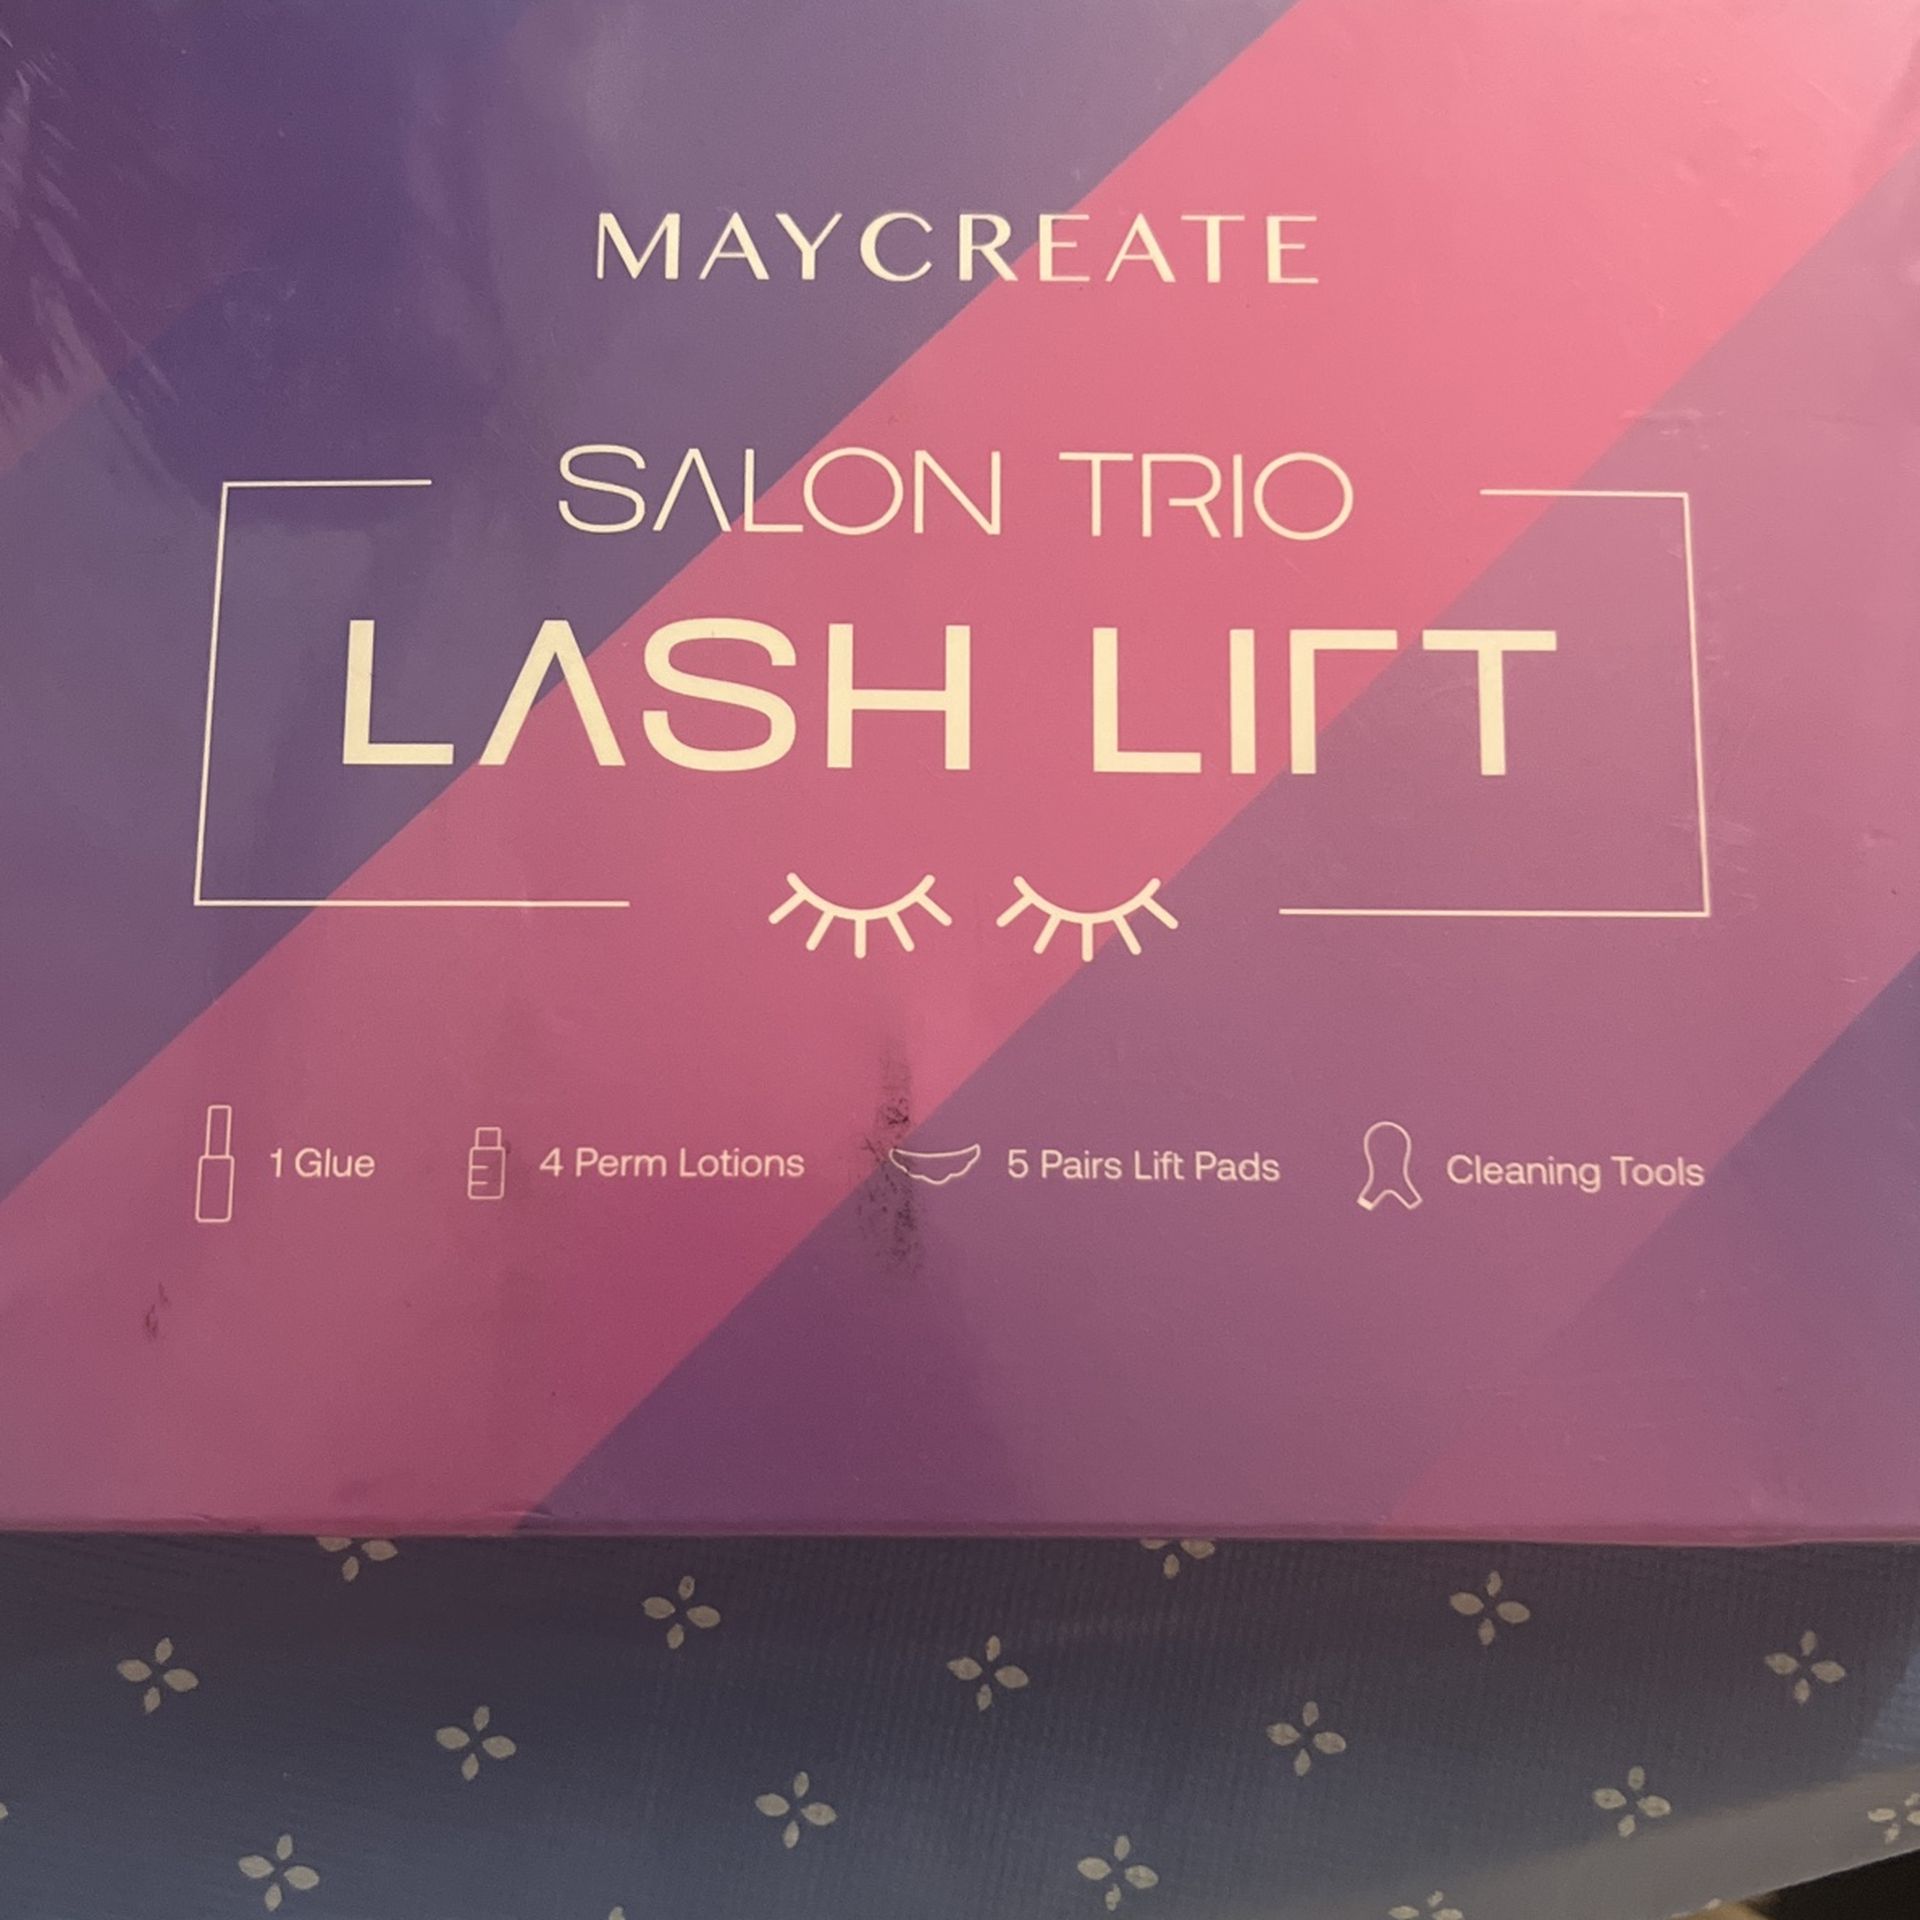 MAYCREATE
SALON TRIO
LASH LIFT
1 Glue
4 Perm Lotions
5 Pairs Lift Pads
Cleaning Tools